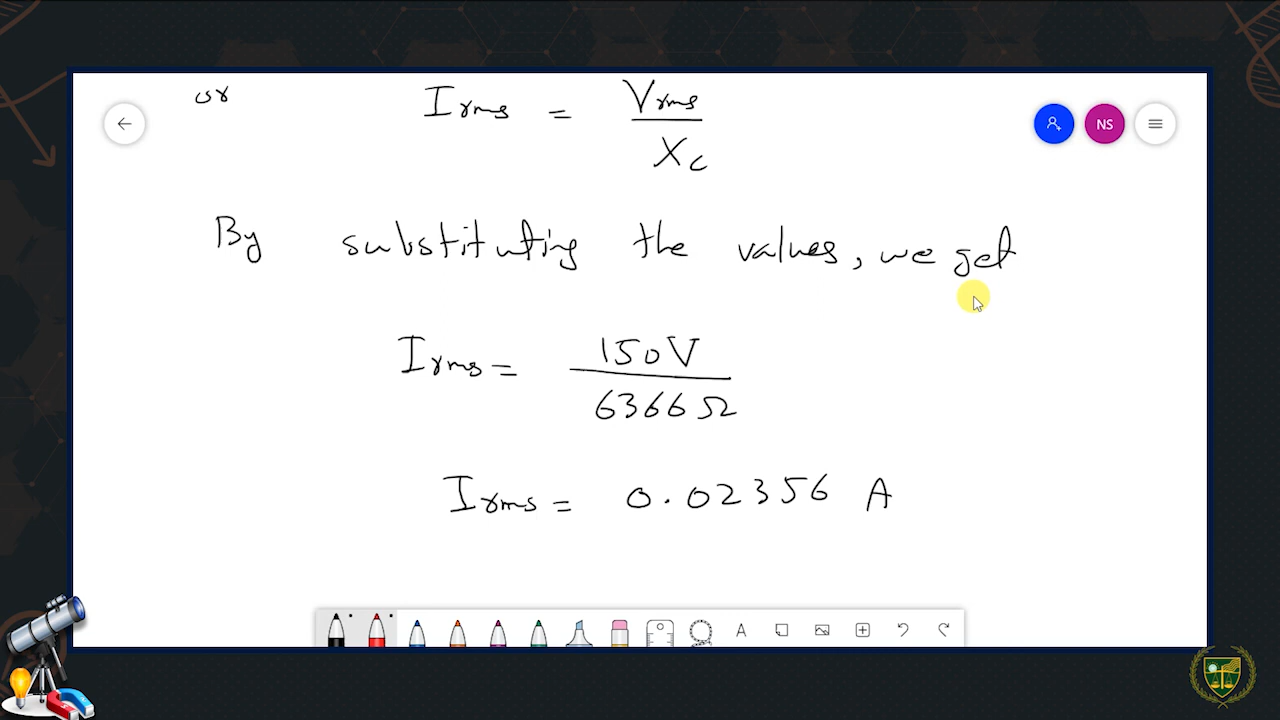 or Irms = Vrms / Xc
By substituting the values, we get
Irms = 150V / 6366Ω
Irms = 0.02356 A
NS
A